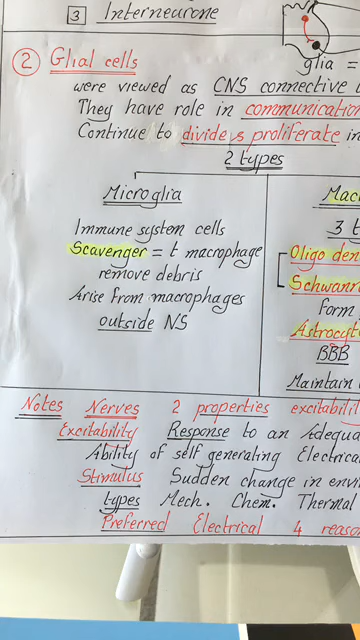 3 Interneurone
2 Glial cells glia =
were viewed as CNS connective
They have role in communication
Continue to divide & proliferate in
2 types
Microglia
Immune system cells
Scavenger = t macrophage
remove debris
Arise from macrophages
outside NS
Mac
3 t
Oligo den
Schwann
form
Astrocyt
BBB
Maintain
Notes Nerves 2 properties excitabilit
Excitability Response to an Adequa
Ability of self generating Electrica
Stimulus Sudden change in envi
types Mech. Chem. Thermal
Preferred Electrical 4 reaso